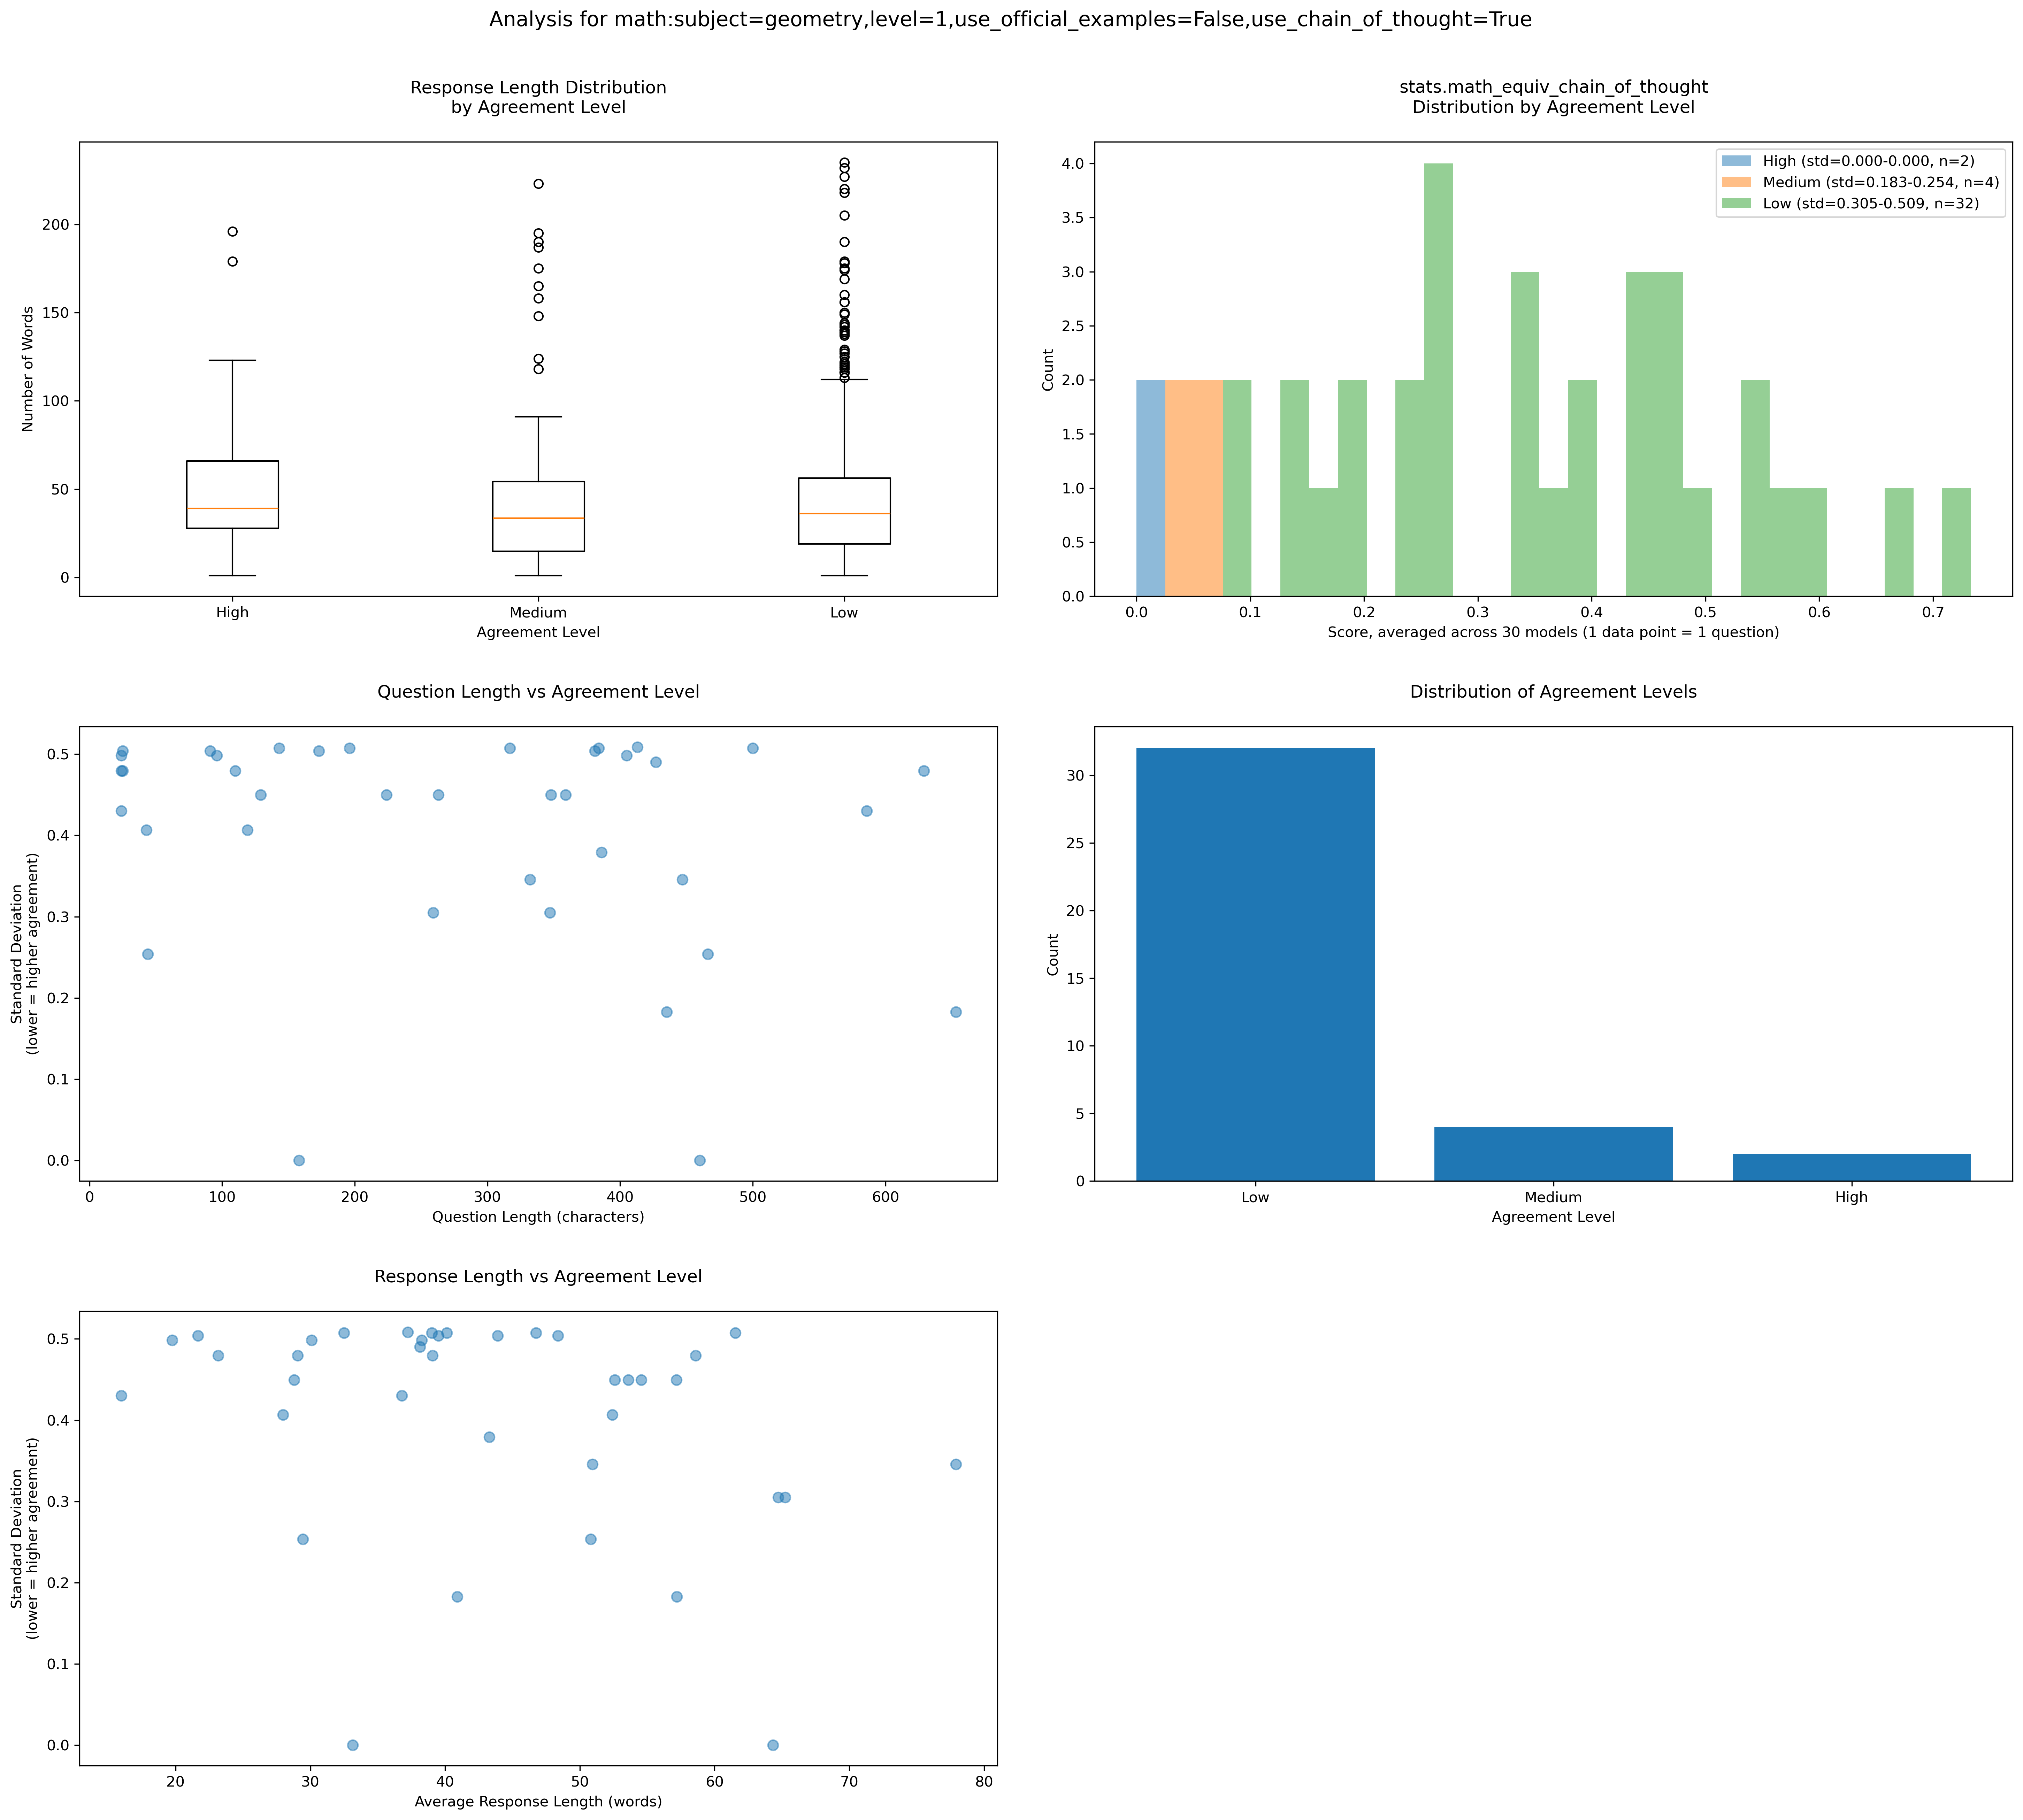 Analysis for math:subject=geometry,level=1,use_official_examples=False,use_chain_of_thought=True
Response Length Distribution
by Agreement Level
Number of Words
200
150
100
50
0
High
Medium
Low
Agreement Level
stats.math_equiv_chain_of_thought
Distribution by Agreement Level
High (std=0.000-0.000, n=2)
Medium (std=0.183-0.254, n=4)
Low (std=0.305-0.509, n=32)
Count
4.0
3.5
3.0
2.5
2.0
1.5
1.0
0.5
0.0
0.0
0.1
0.2
0.3
0.4
0.5
0.6
0.7
Score, averaged across 30 models (1 data point = 1 question)
Question Length vs Agreement Level
Standard Deviation
(lower = higher agreement)
0.5
0.4
0.3
0.2
0.1
0.0
0
100
200
300
400
500
600
Question Length (characters)
Distribution of Agreement Levels
Count
30
25
20
15
10
5
0
Low
Medium
High
Agreement Level
Response Length vs Agreement Level
Standard Deviation
(lower = higher agreement)
0.5
0.4
0.3
0.2
0.1
0.0
20
30
40
50
60
70
80
Average Response Length (words)